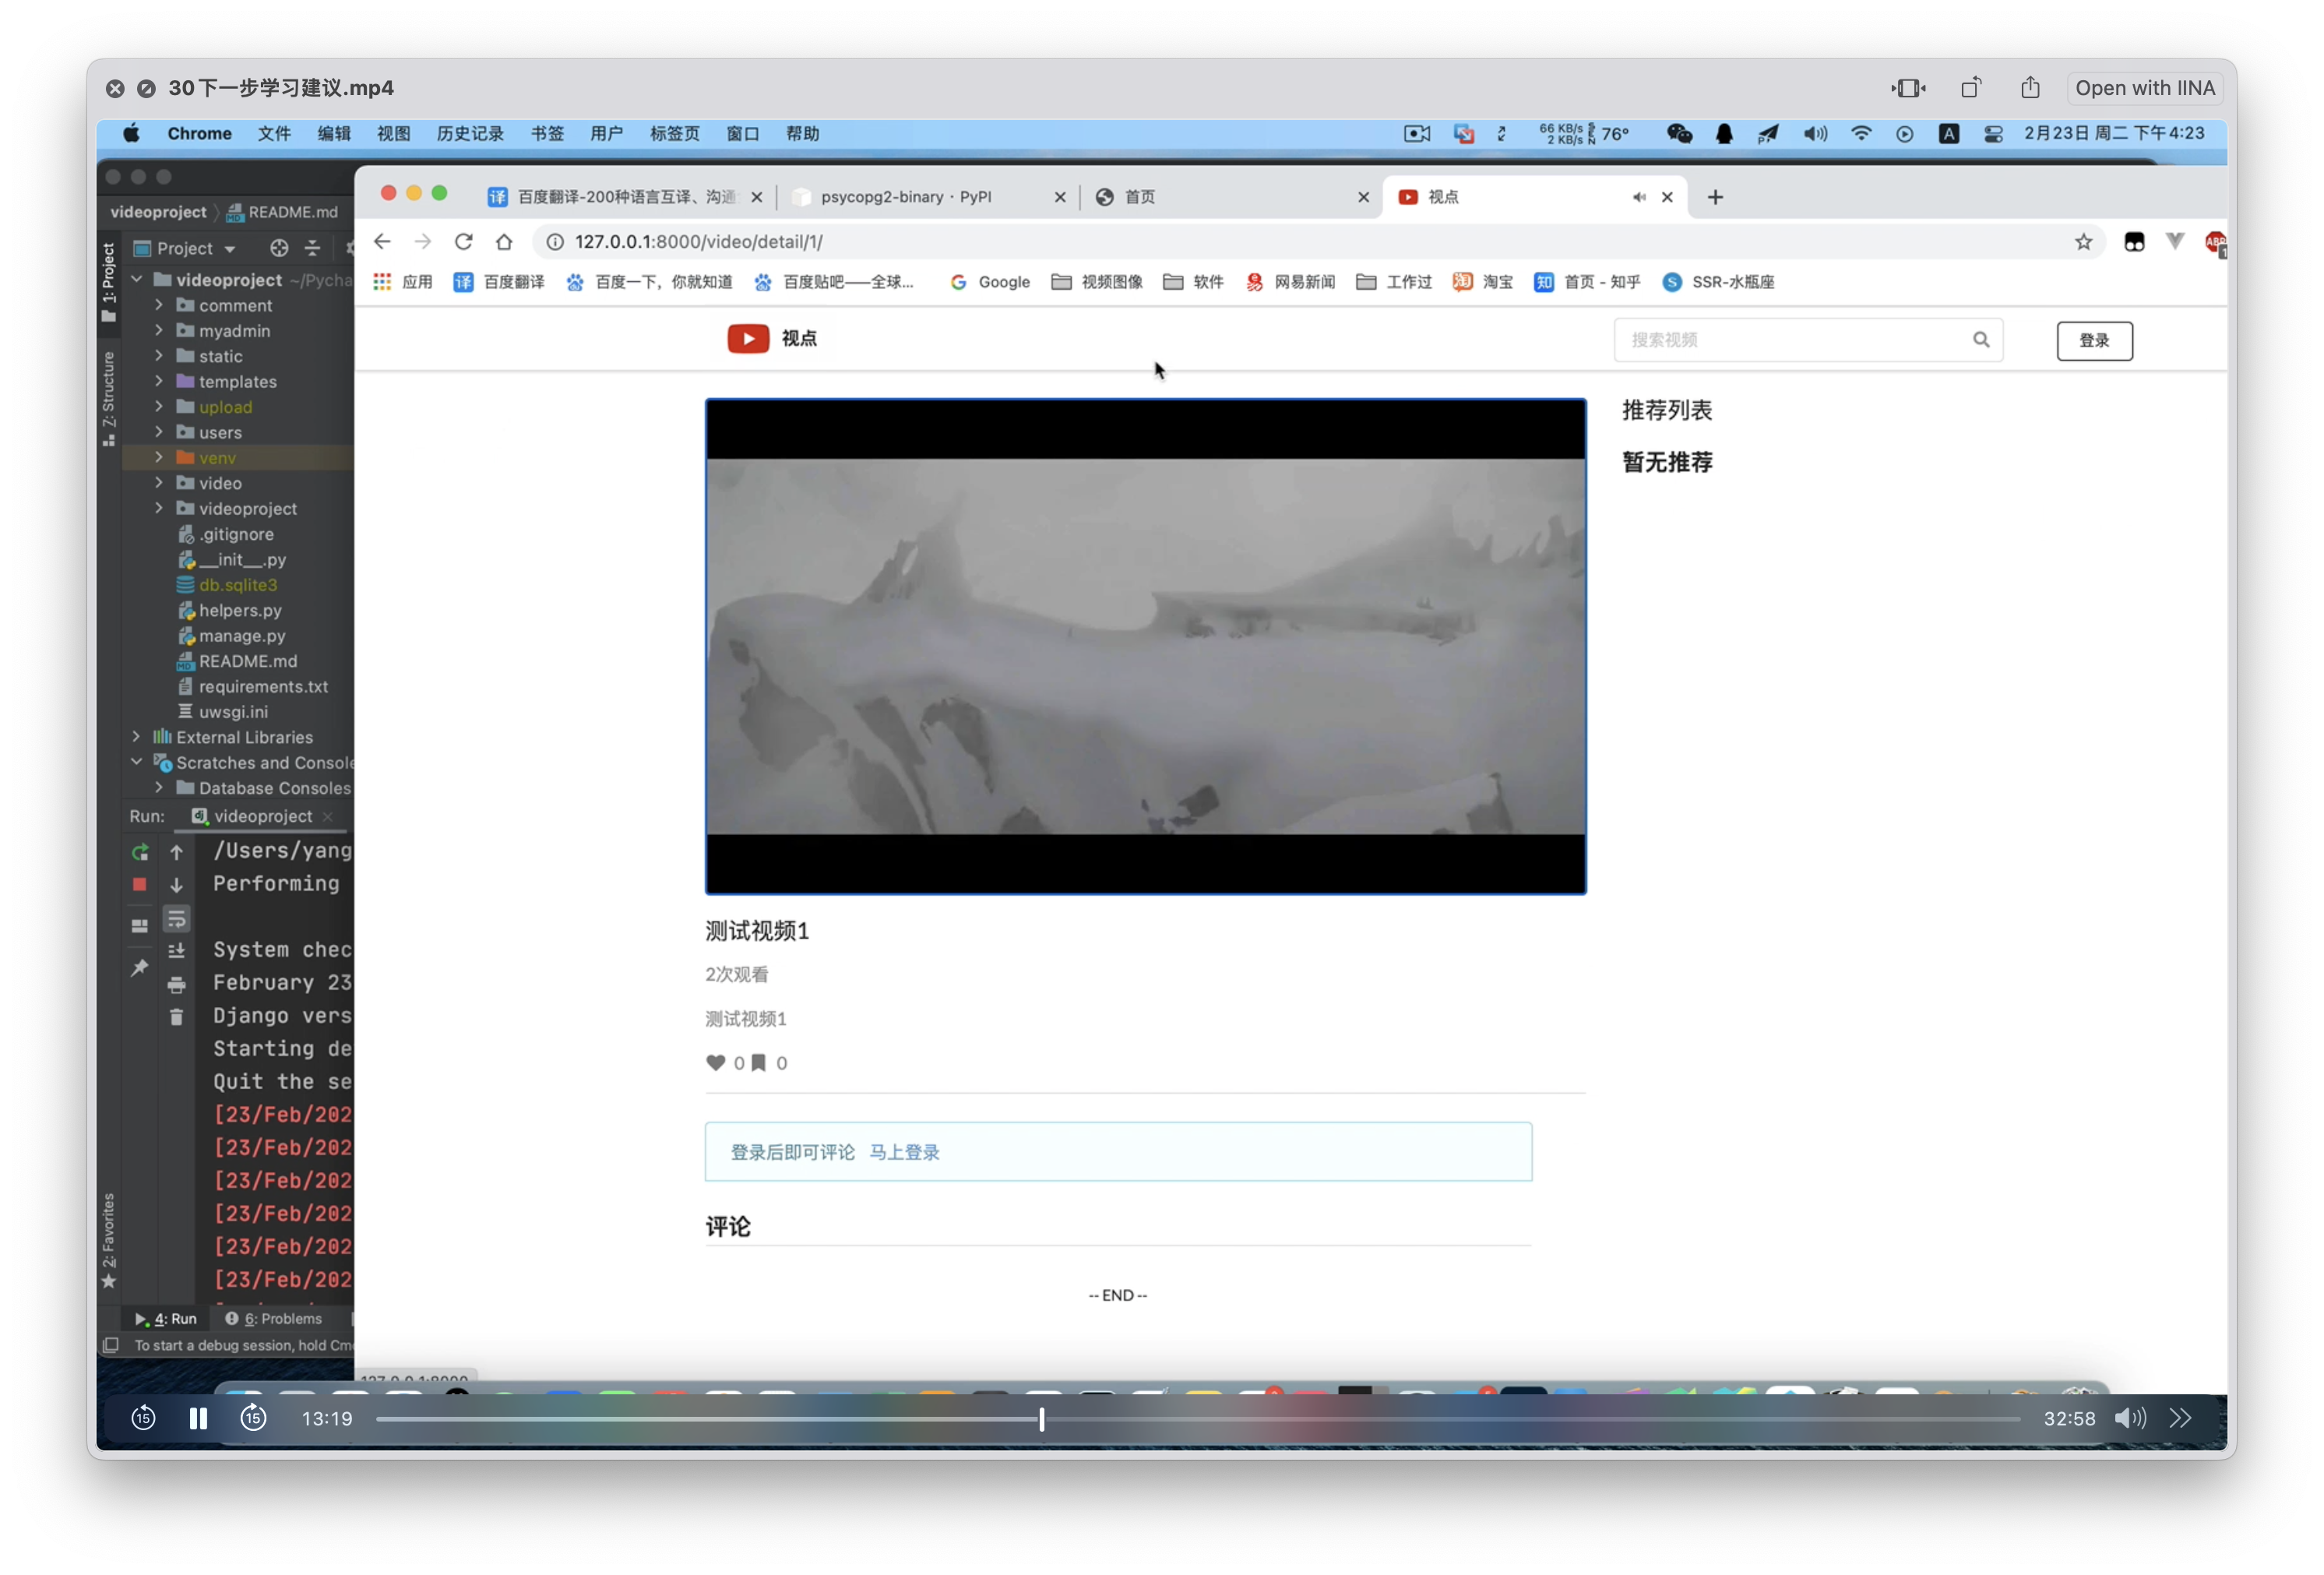 30下一步学习建议.mp4
Open with IINA
Chrome 文件 编辑 视图 历史记录 书签 用户 标签页 窗口 帮助
66 KB/s
2 KB/s
76°
2月23日 周二 下午4:23
videoproject README.md
百度翻译-200种语言互译、沟通
psycopg2-binary · PyPI
首页
视点
127.0.0.1:8000/video/detail/1/
ABP
1
应用 百度翻译 百度一下，你就知道 百度贴吧——全球... Google 视频图像 软件 网易新闻 工作过 淘宝 首页 - 知乎 SSR-水瓶座
1: Project
Z: Structure
2: Favorites
Project
videoproject ~/Pycha
comment
myadmin
static
templates
upload
users
venv
video
videoproject
.gitignore
__init__.py
db.sqlite3
helpers.py
manage.py
README.md
requirements.txt
uwsgi.ini
External Libraries
Scratches and Console
Database Consoles
Run: videoproject
/Users/yang
Performing
System chec
February 23
Django vers
Starting de
Quit the se
[23/Feb/202
[23/Feb/202
[23/Feb/202
[23/Feb/202
[23/Feb/202
[23/Feb/202
4: Run 6: Problems
To start a debug session, hold Cm
视点
搜索视频
登录
推荐列表
暂无推荐
测试视频1
2次观看
测试视频1
0 0
登录后即可评论 马上登录
评论
-- END --
127.0.0.1:8000
15 15 13:19 32:58